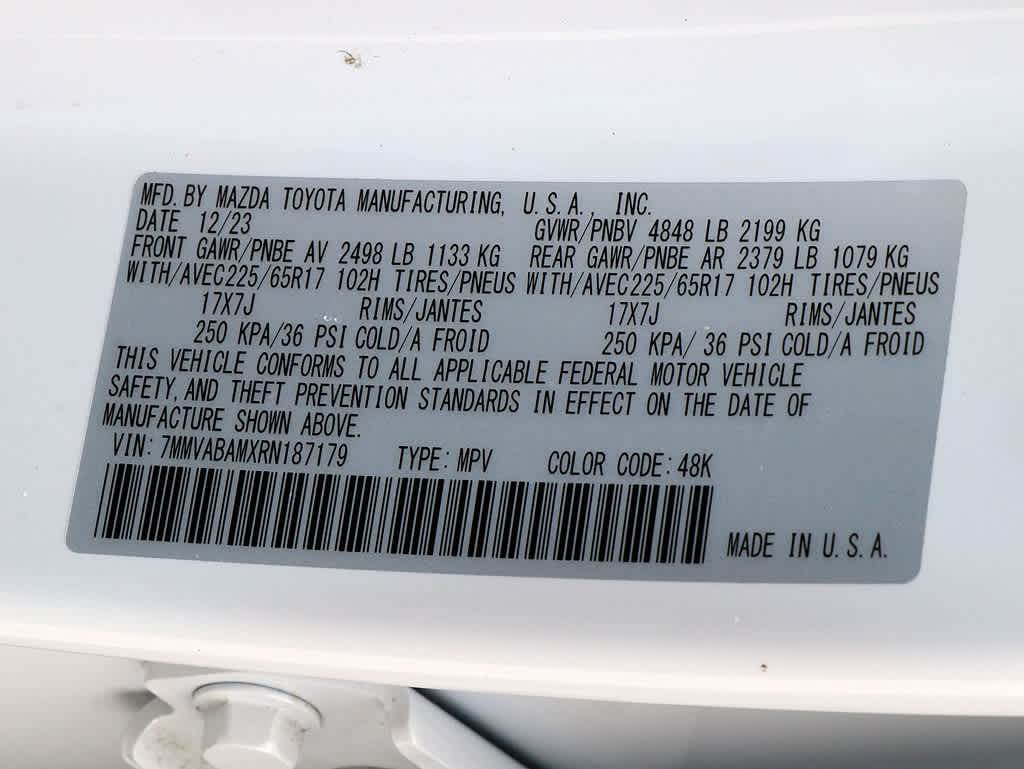 MFD. BY MAZDA TOYOTA MANUFACTURING, U.S.A., INC.
DATE 12/23 GVWR/PNBV 4848 LB 2199 KG
FRONT GAWR/PNBE AV 2498 LB 1133 KG REAR GAWR/PNBE AR 2379 LB 1079 KG
WITH/AVEC225/65R17 102H TIRES/PNEUS WITH/AVEC225/65R17 102H TIRES/PNEUS
17X7J RIMS/JANTES 17X7J RIMS/JANTES
250 KPA/36 PSI COLD/A FROID 250 KPA/ 36 PSI COLD/A FROID
THIS VEHICLE CONFORMS TO ALL APPLICABLE FEDERAL MOTOR VEHICLE
SAFETY, AND THEFT PREVENTION STANDARDS IN EFFECT ON THE DATE OF
MANUFACTURE SHOWN ABOVE.
VIN: 7MMVABAMXRN187179 TYPE: MPV COLOR CODE: 48K
MADE IN U.S.A.